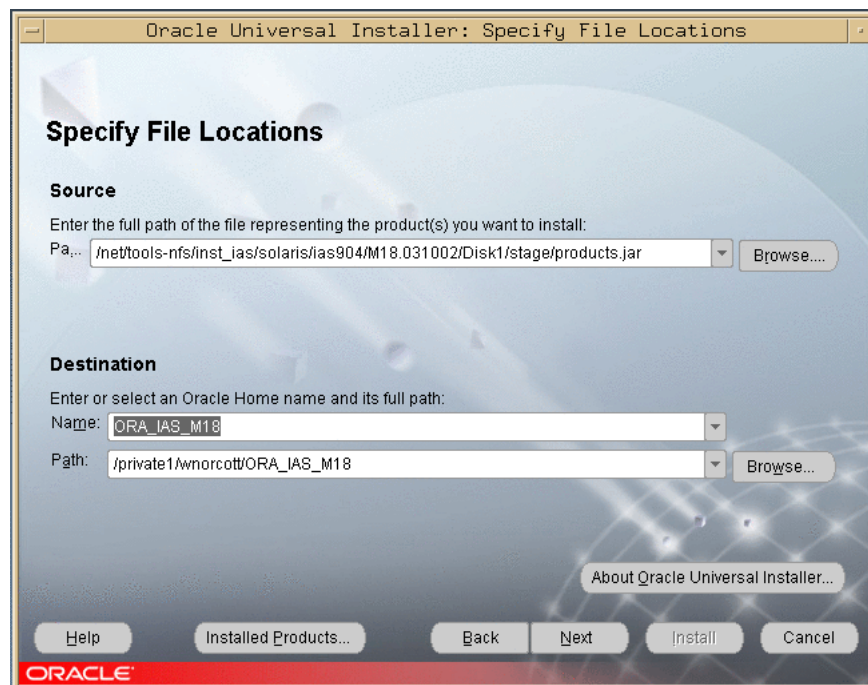 Oracle Universal Installer: Specify File Locations
Specify File Locations
Source
Enter the full path of the file representing the product(s) you want to install:
Pa,.. /net/tools-nfs/inst_ias/solaris/ias904/M18.031002/Disk1/stage/products.jar Browse....
Destination
Enter or select an Oracle Home name and its full path:
Name: ORA_IAS_M18
Path: /private1/wnorcott/ORA_IAS_M18 Browse...
About Oracle Universal Installer...
Help Installed Products... Back Next Install Cancel
ORACLE